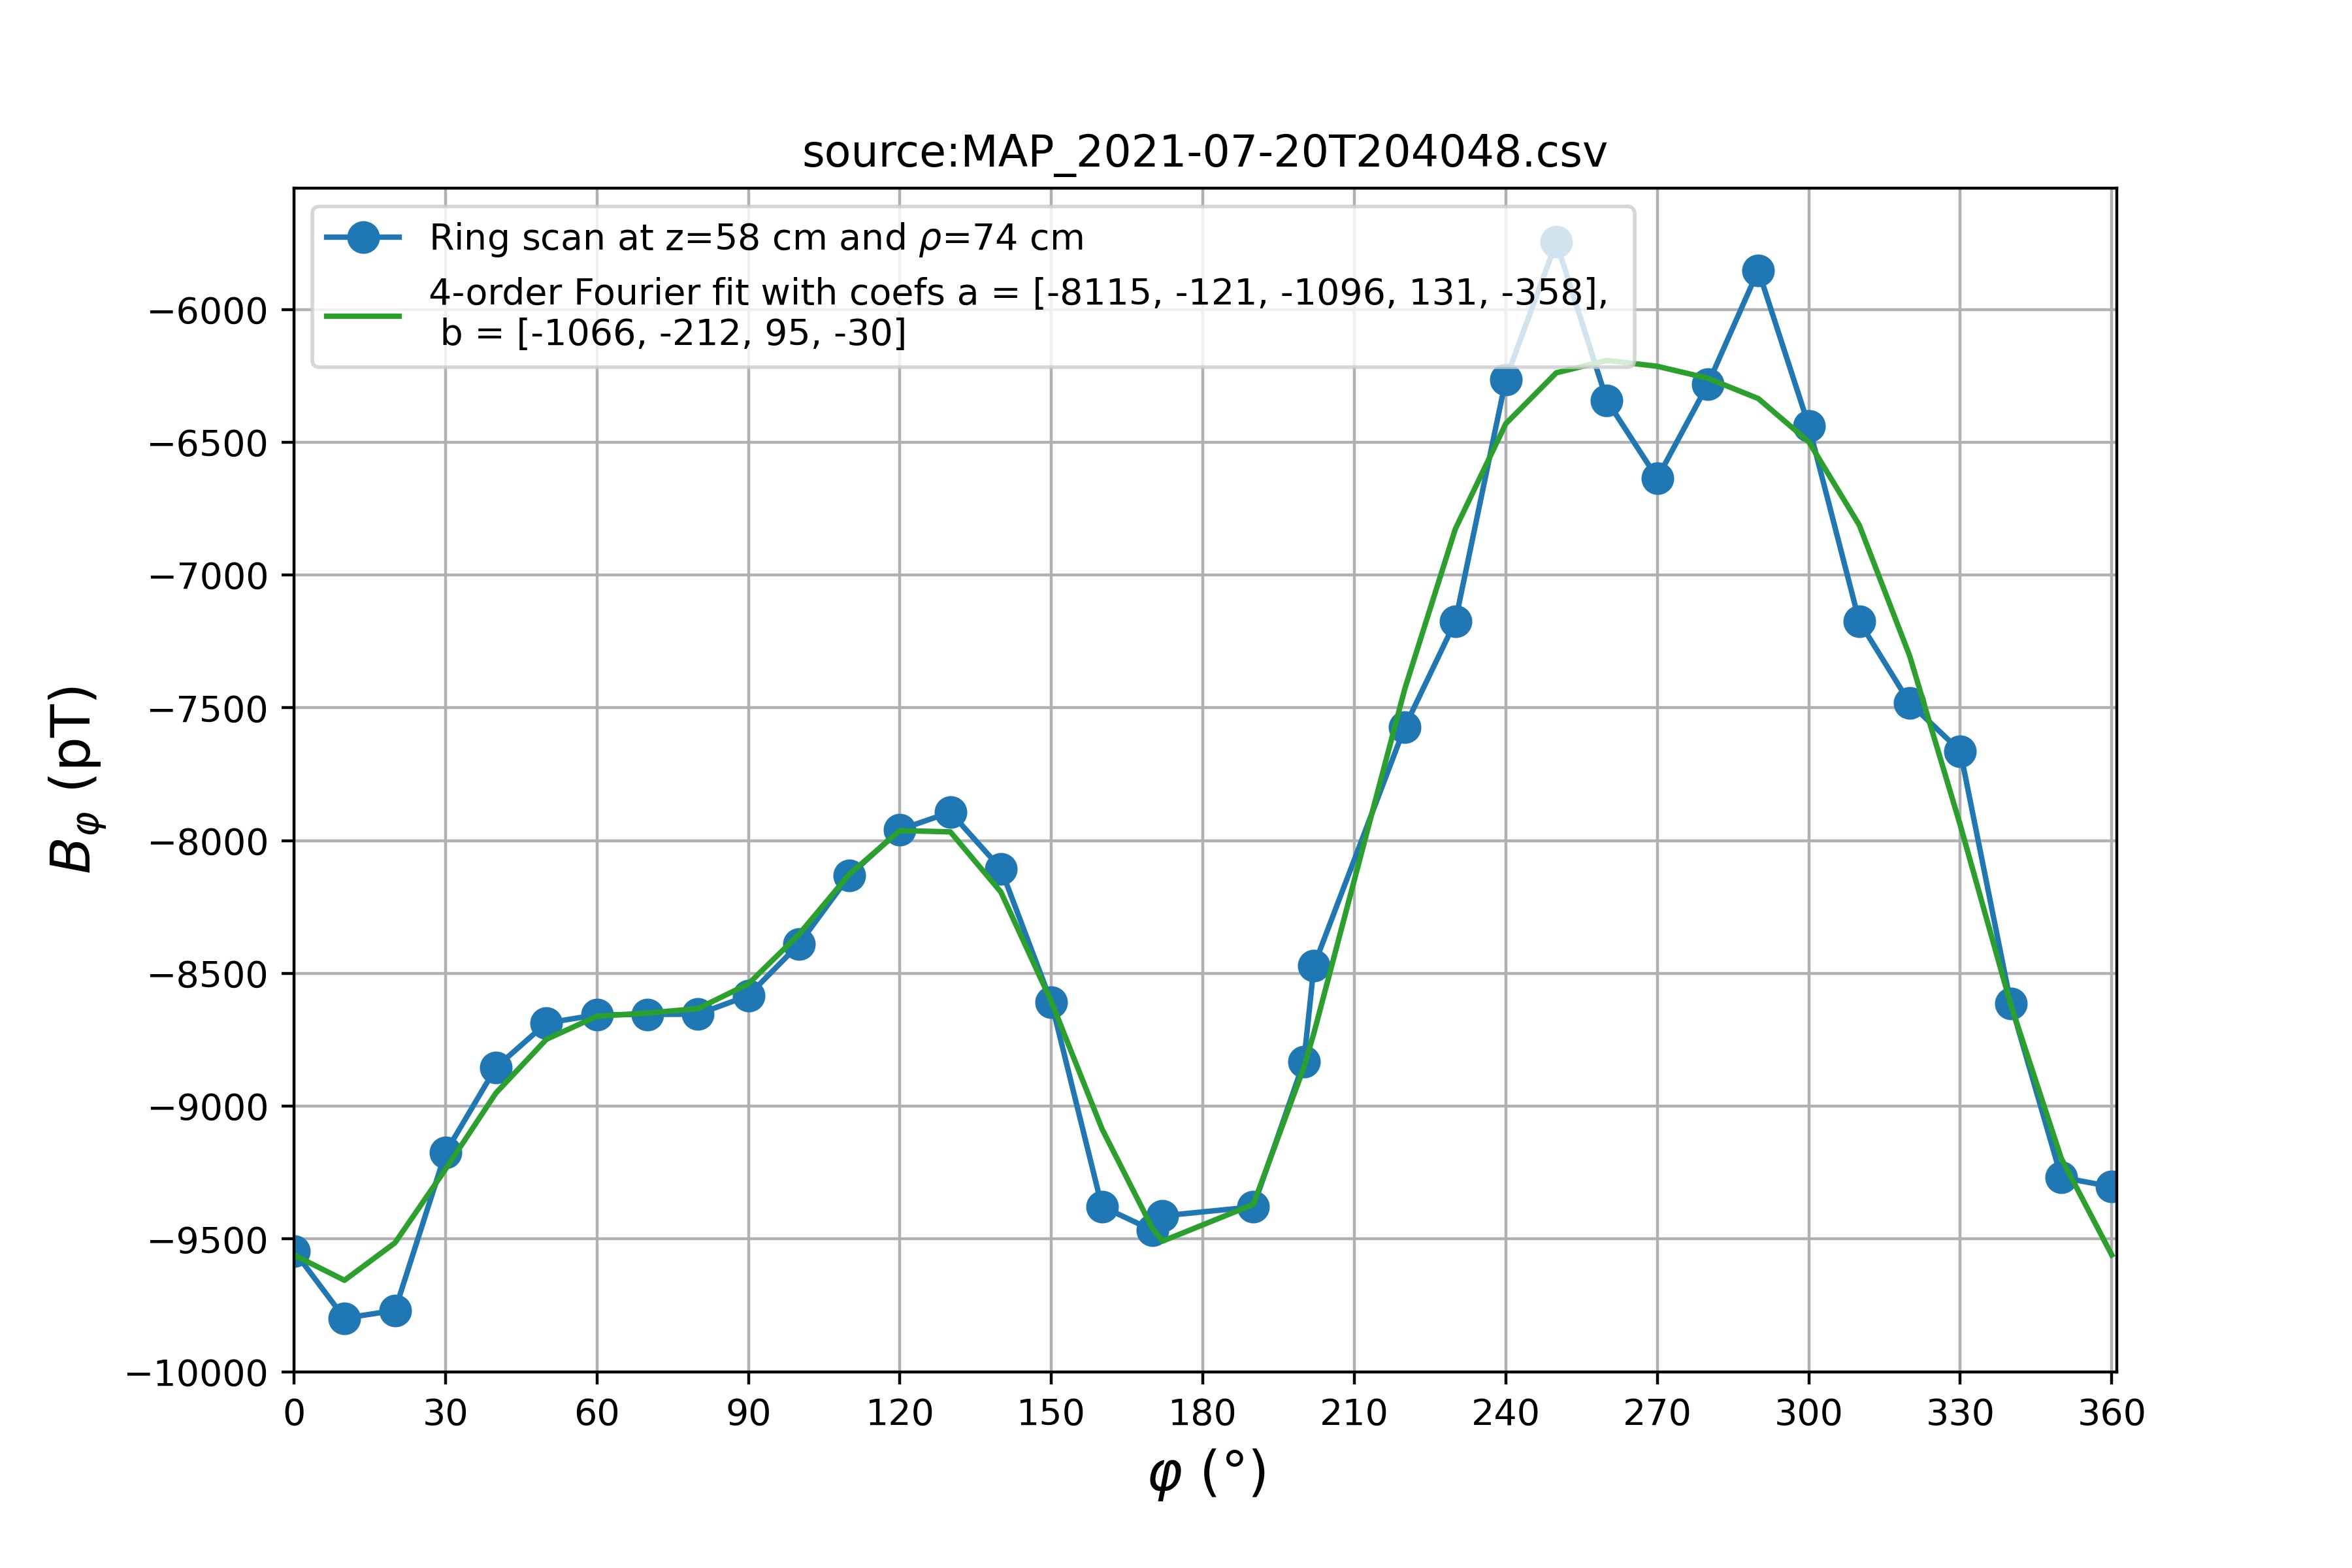 source:MAP_2021-07-20T204048.csv
Ring scan at z=58 cm and ρ=74 cm
4-order Fourier fit with coefs a = [-8115, -121, -1096, 131, -358],
b = [-1066, -212, 95, -30]
−6000
−6500
−7000
−7500
−8000
−8500
−9000
−9500
−10000
B_φ (pT)
0 30 60 90 120 150 180 210 240 270 300 330 360
φ (°)